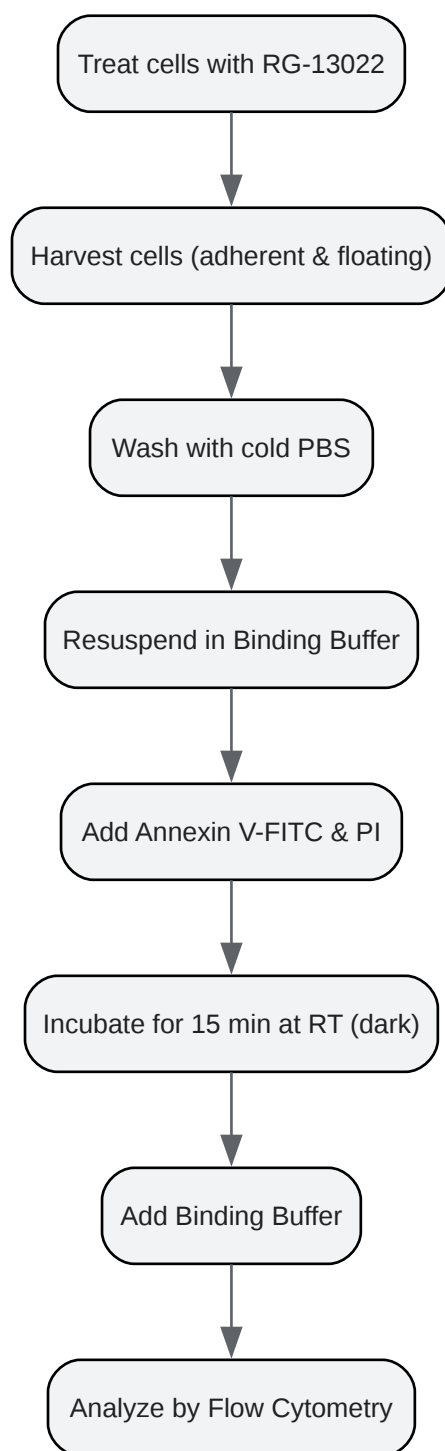 Treat cells with RG-13022
Harvest cells (adherent & floating)
Wash with cold PBS
Resuspend in Binding Buffer
Add Annexin V-FITC & PI
Incubate for 15 min at RT (dark)
Add Binding Buffer
Analyze by Flow Cytometry